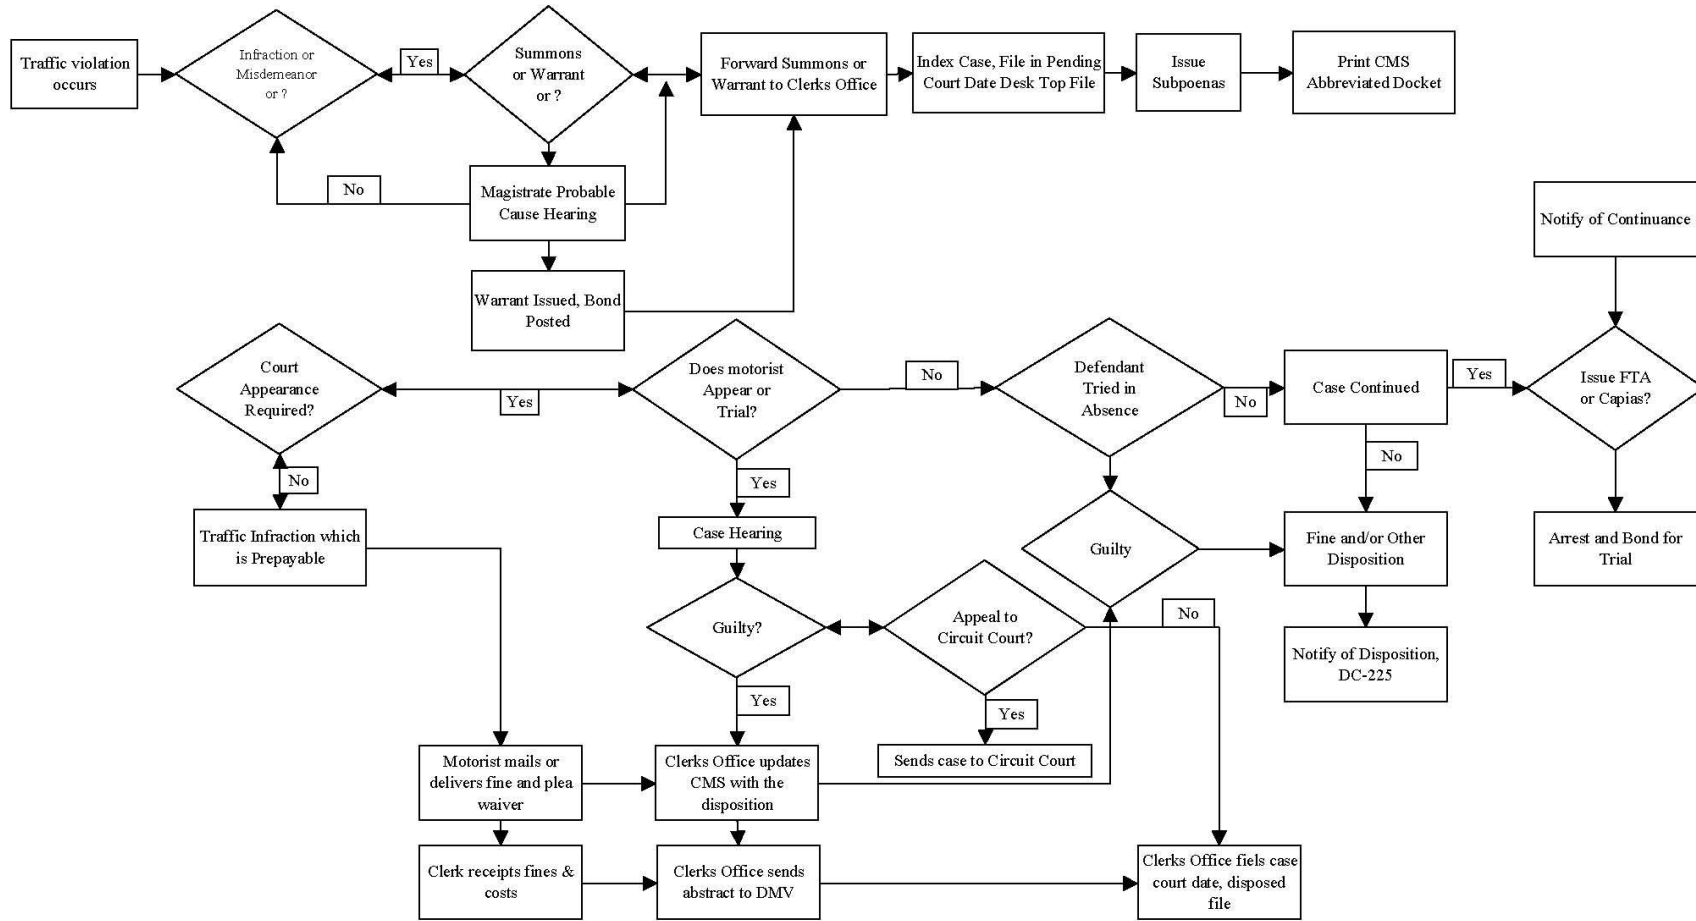 Traffic violation
occurs
Infraction or
Misdemeanor
or ?
Yes
Summons
or Warrant
or ?
Forward Summons or
Warrant to Clerks Office
Index Case, File in Pending
Court Date Desk Top File
Issue
Subpoenas
Print CMS
Abbreviated Docket
No
Magistrate Probable
Cause Hearing
Warrant Issued, Bond
Posted
Notify of Continuance
Court
Appearance
Required?
Yes
Does motorist
Appear or
Trial?
No
Defendant
Tried in
Absence
No
Case Continued
Yes
Issue FTA
or Capias?
No
Yes
No
Traffic Infraction which
is Prepayable
Case Hearing
Guilty
Fine and/or Other
Disposition
Arrest and Bond for
Trial
Guilty?
Appeal to
Circuit Court?
No
Notify of Disposition,
DC-225
Yes
Yes
Sends case to Circuit Court
Motorist mails or
delivers fine and plea
waiver
Clerks Office updates
CMS with the
disposition
Clerk receipts fines &
costs
Clerks Office sends
abstract to DMV
Clerks Office fiels case
court date, disposed
file